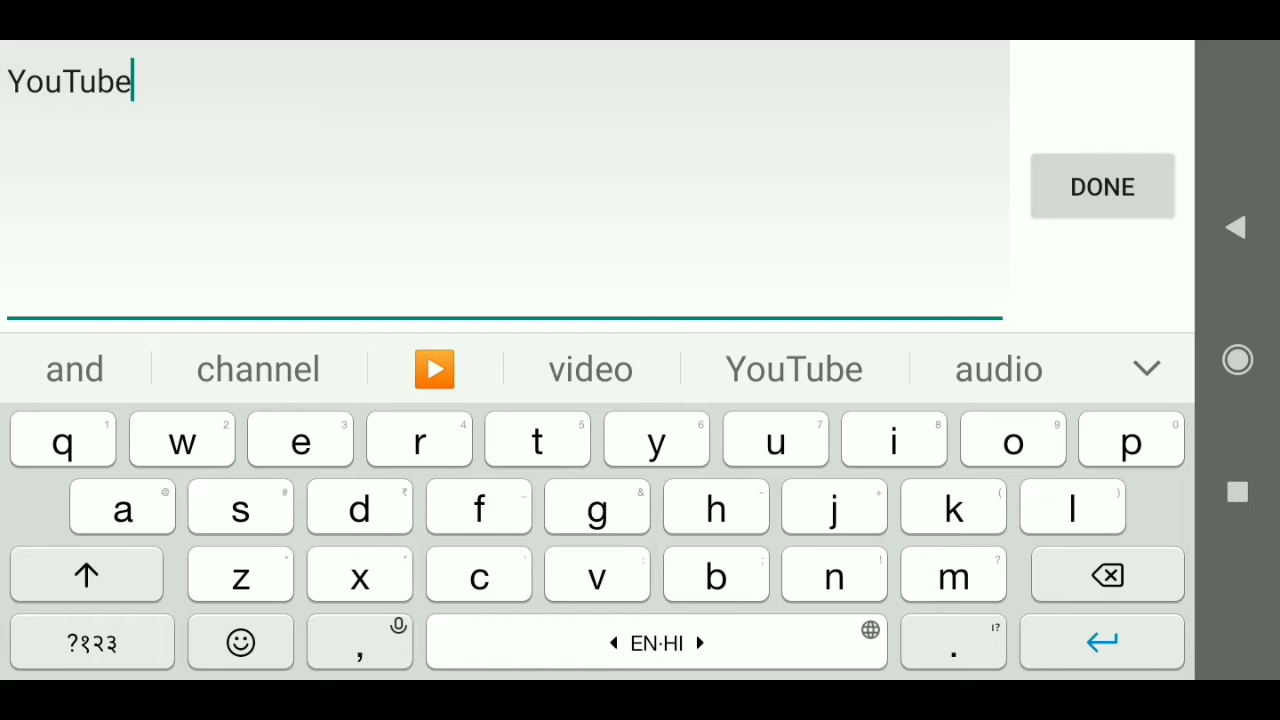 YouTube
DONE
and channel ▶️ video YouTube audio
q 1 w 2 e 3 r 4 t 5 y 6 u 7 i 8 o 9 p 0
a @ s # d ₹ f _ g & h - j + k ( l )
z x c v : b ; n ! m ?
?१२३ , EN·HI . !?